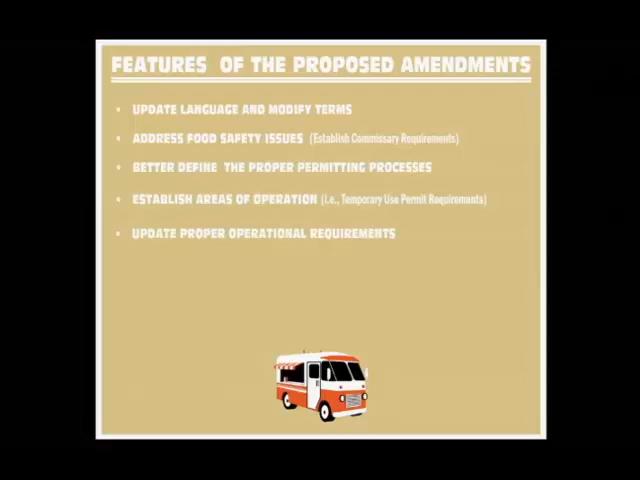 FEATURES OF THE PROPOSED AMENDMENTS
• UPDATE LANGUAGE AND MODIFY TERMS
• ADDRESS FOOD SAFETY ISSUES (Establish Commissary Requirements)
• BETTER DEFINE THE PROPER PERMITTING PROCESSES
• ESTABLISH AREAS OF OPERATION (i.e., Temporary Use Permit Requirements)
• UPDATE PROPER OPERATIONAL REQUIREMENTS